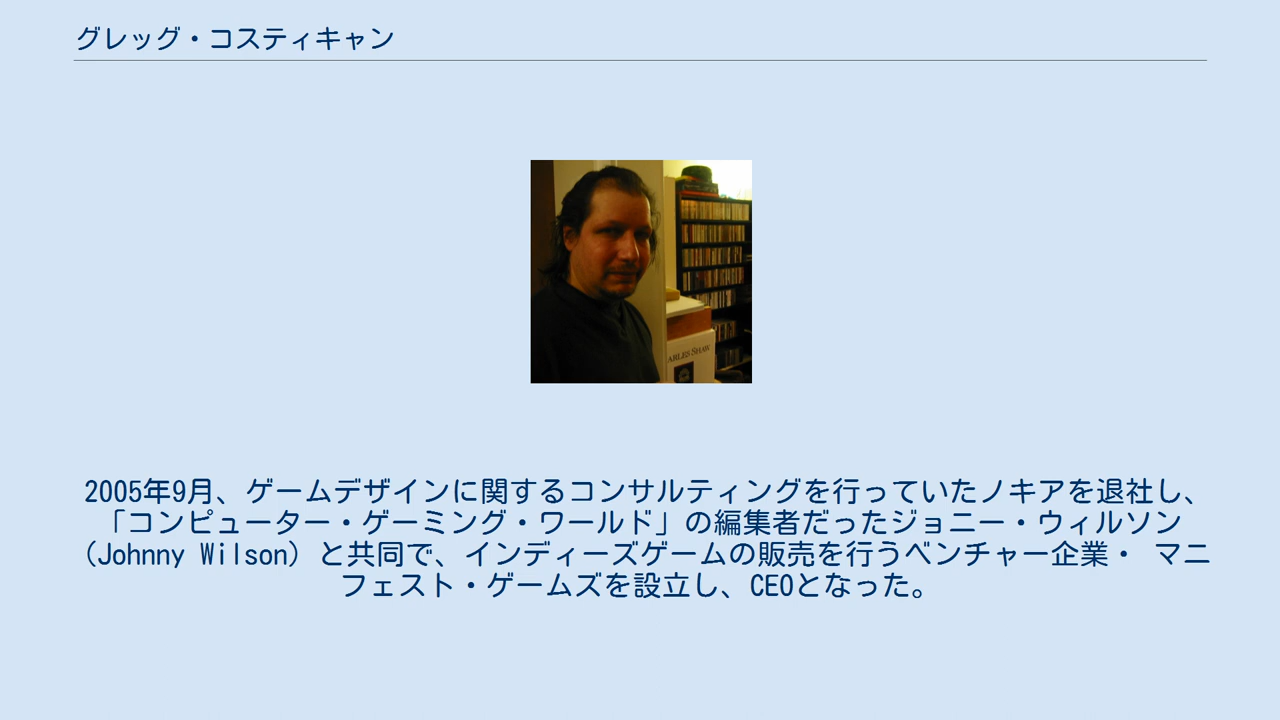 グレッグ・コスティキャン
ARLES SHAW
2005年9月、ゲームデザインに関するコンサルティングを行っていたノキアを退社し、
「コンピューター・ゲーミング・ワールド」の編集者だったジョニー・ウィルソン
(Johnny Wilson) と共同で、インディーズゲームの販売を行うベンチャー企業・ マニ
フェスト・ゲームズを設立し、CEOとなった。